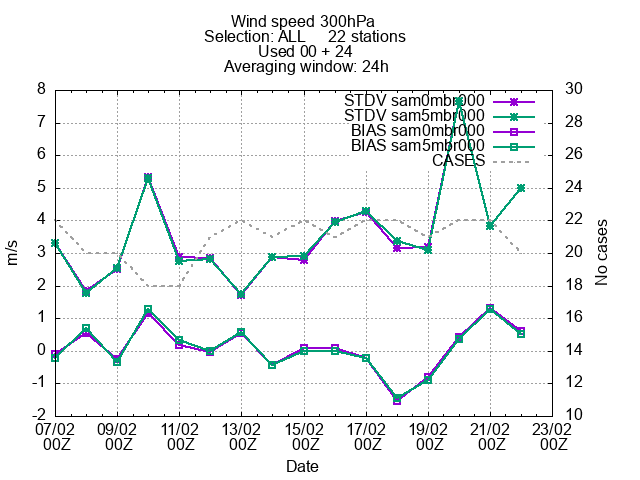 Wind speed 300hPa
Selection: ALL 22 stations
Used 00 + 24
Averaging window: 24h
8 30
STDV sam0mbr000
7 STDV sam5mbr000 28
BIAS sam0mbr000
BIAS sam5mbr000
6 CASES 26
5 24
4 22
m/s No cases
3 20
2 18
1 16
0 14
-1 12
-2 10
07/02 09/02 11/02 13/02 15/02 17/02 19/02 21/02 23/02
00Z 00Z 00Z 00Z 00Z 00Z 00Z 00Z 00Z
Date